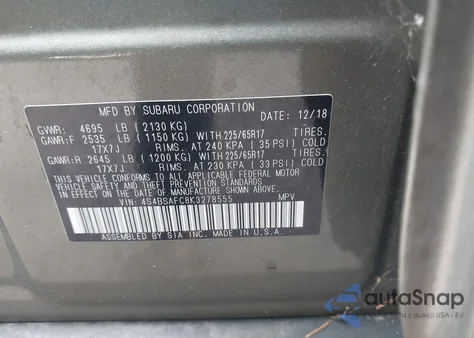 MFD BY SUBARU CORPORATION 12/18
GVWR: 4695 LB (2130 KG)
GAWR:F 2535 LB (1150 KG) WITH 225/65R17 TIRES.
17X7J RIMS. AT 240 KPA (35 PSI) COLD.
GAWR:R 2645 LB (1200 KG) WITH 225/65R17 TIRES.
17X7J RIMS. AT 230 KPA (33 PSI) COLD.
THIS VEHICLE CONFORMS TO ALL APPLICABLE FEDERAL MOTOR
VEHICLE SAFETY AND THEFT PREVENTION STANDARDS
IN EFFECT ON THE DATE OF MANUFACTURE SHOWN ABOVE.
VIN: 4S4BSAFC8K3278555 MPV
ASSEMBLED BY SIA INC. MADE IN U.S.A.
autoSnap
Auta z aukcji USA i EU